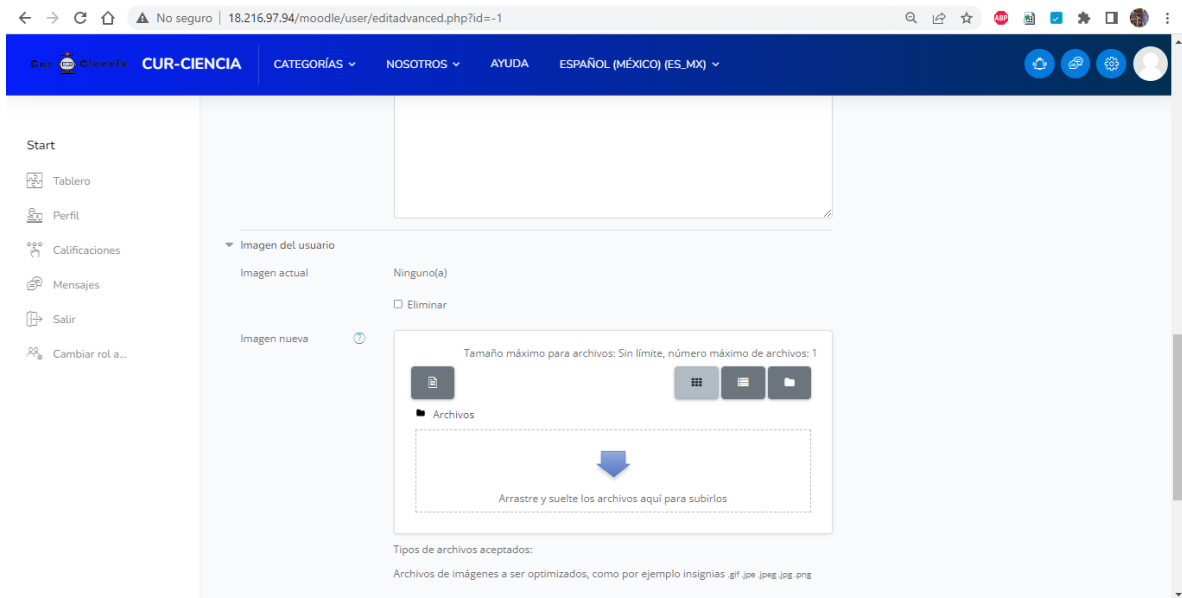 No seguro | 18.216.97.94/moodle/user/editadvanced.php?id=-1
ABP
Cur Ciencia CUR-CIENCIA CATEGORÍAS NOSOTROS AYUDA ESPAÑOL (MÉXICO) (ES_MX)
Start
Tablero
Perfil
Calificaciones
Mensajes
Salir
Cambiar rol a...
Imagen del usuario
Imagen actual Ninguno(a)
Eliminar
Imagen nueva ?
Tamaño máximo para archivos: Sin límite, número máximo de archivos: 1
Archivos
Arrastre y suelte los archivos aquí para subirlos
Tipos de archivos aceptados:
Archivos de imágenes a ser optimizados, como por ejemplo insignias .gif .jpe .jpeg .jpg .png